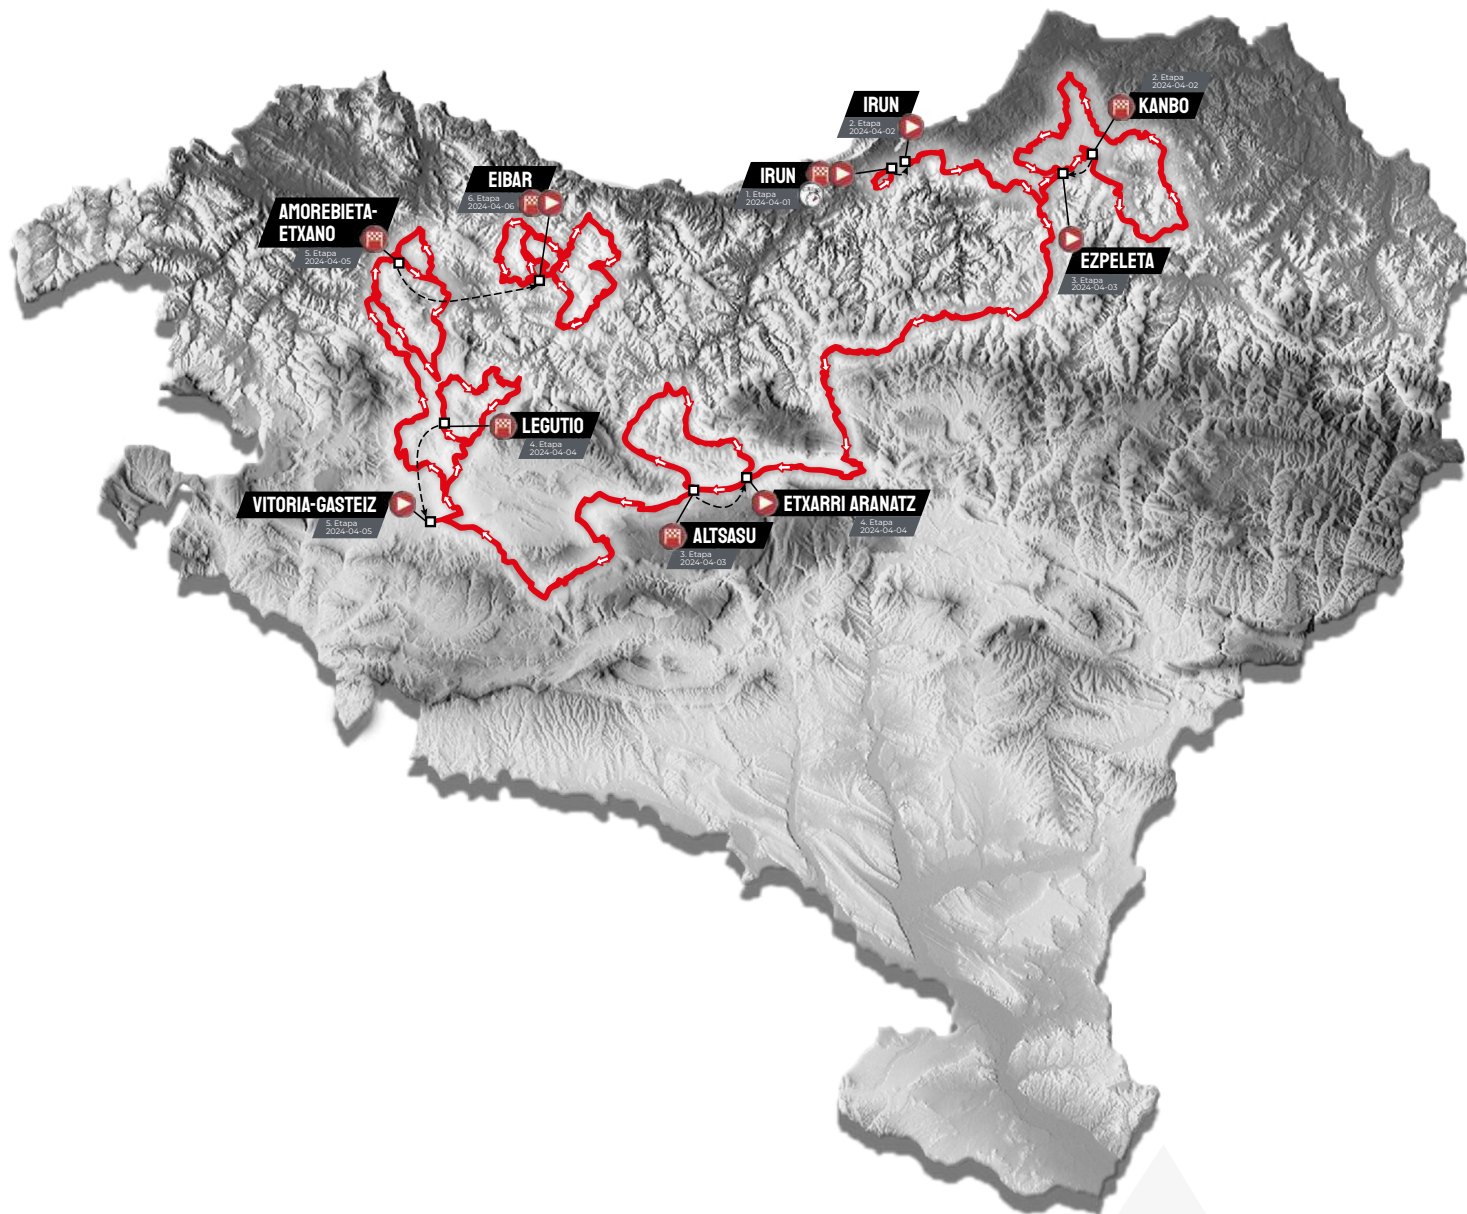 2. Etapa
2024-04-02
KANBO
IRUN
2. Etapa
2024-04-02
IRUN
1. Etapa
2024-04-01
EIBAR
6. Etapa
2024-04-06
AMOREBIETA-
ETXANO
5. Etapa
2024-04-05
EZPELETA
3. Etapa
2024-04-03
LEGUTIO
4. Etapa
2024-04-04
VITORIA-GASTEIZ
5. Etapa
2024-04-05
ETXARRI ARANATZ
4. Etapa
2024-04-04
ALTSASU
3. Etapa
2024-04-03